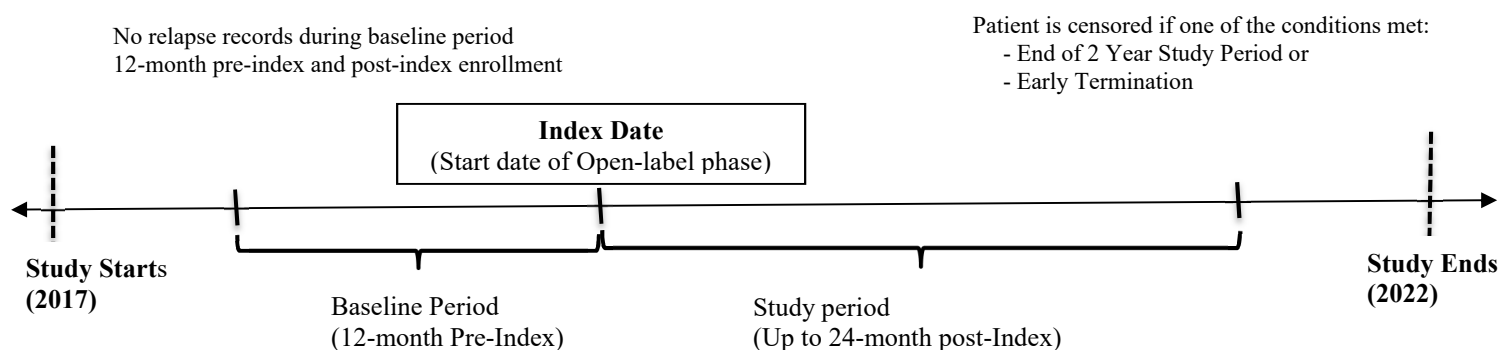 No relapse records during baseline period
12-month pre-index and post-index enrollment
Patient is censored if one of the conditions met:
- End of 2 Year Study Period or
- Early Termination
Index Date
(Start date of Open-label phase)
Study Starts
(2017)
Baseline Period
(12-month Pre-Index)
Study period
(Up to 24-month post-Index)
Study Ends
(2022)